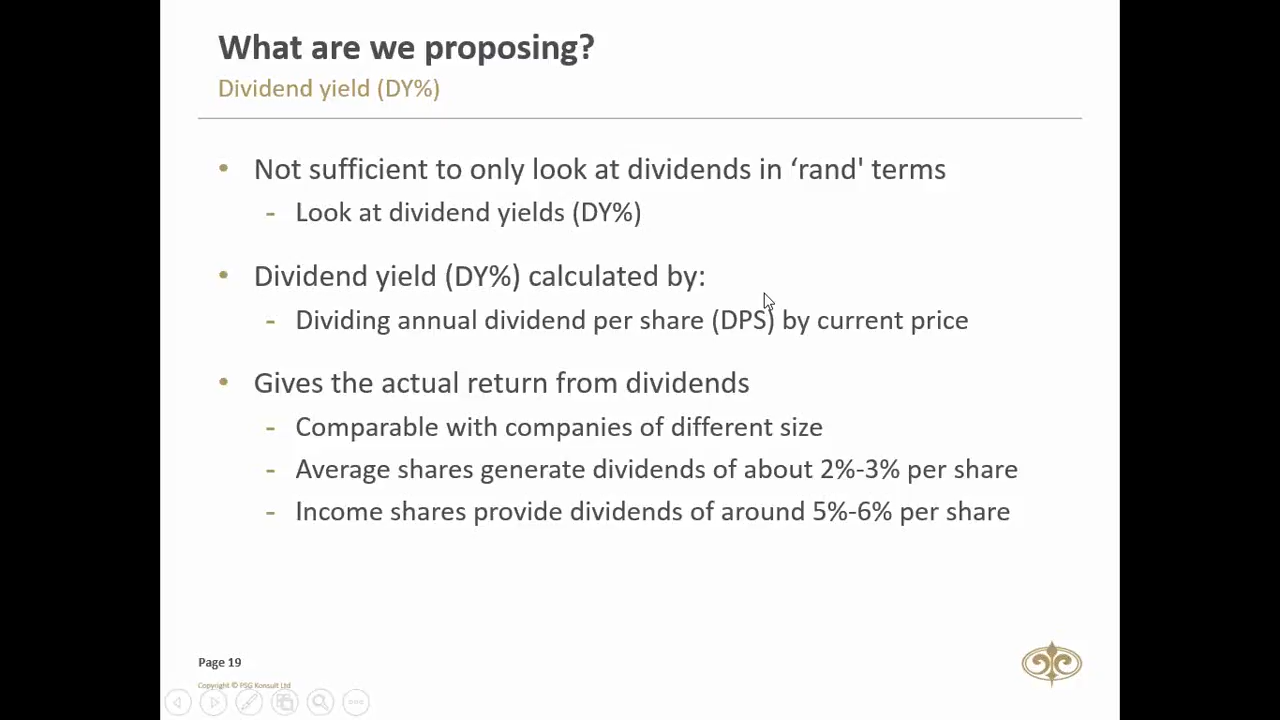 What are we proposing?
Dividend yield (DY%)
• Not sufficient to only look at dividends in ‘rand' terms
- Look at dividend yields (DY%)
• Dividend yield (DY%) calculated by:
- Dividing annual dividend per share (DPS) by current price
• Gives the actual return from dividends
- Comparable with companies of different size
- Average shares generate dividends of about 2%-3% per share
- Income shares provide dividends of around 5%-6% per share
Page 19
Copyright © PSG Konsult Ltd